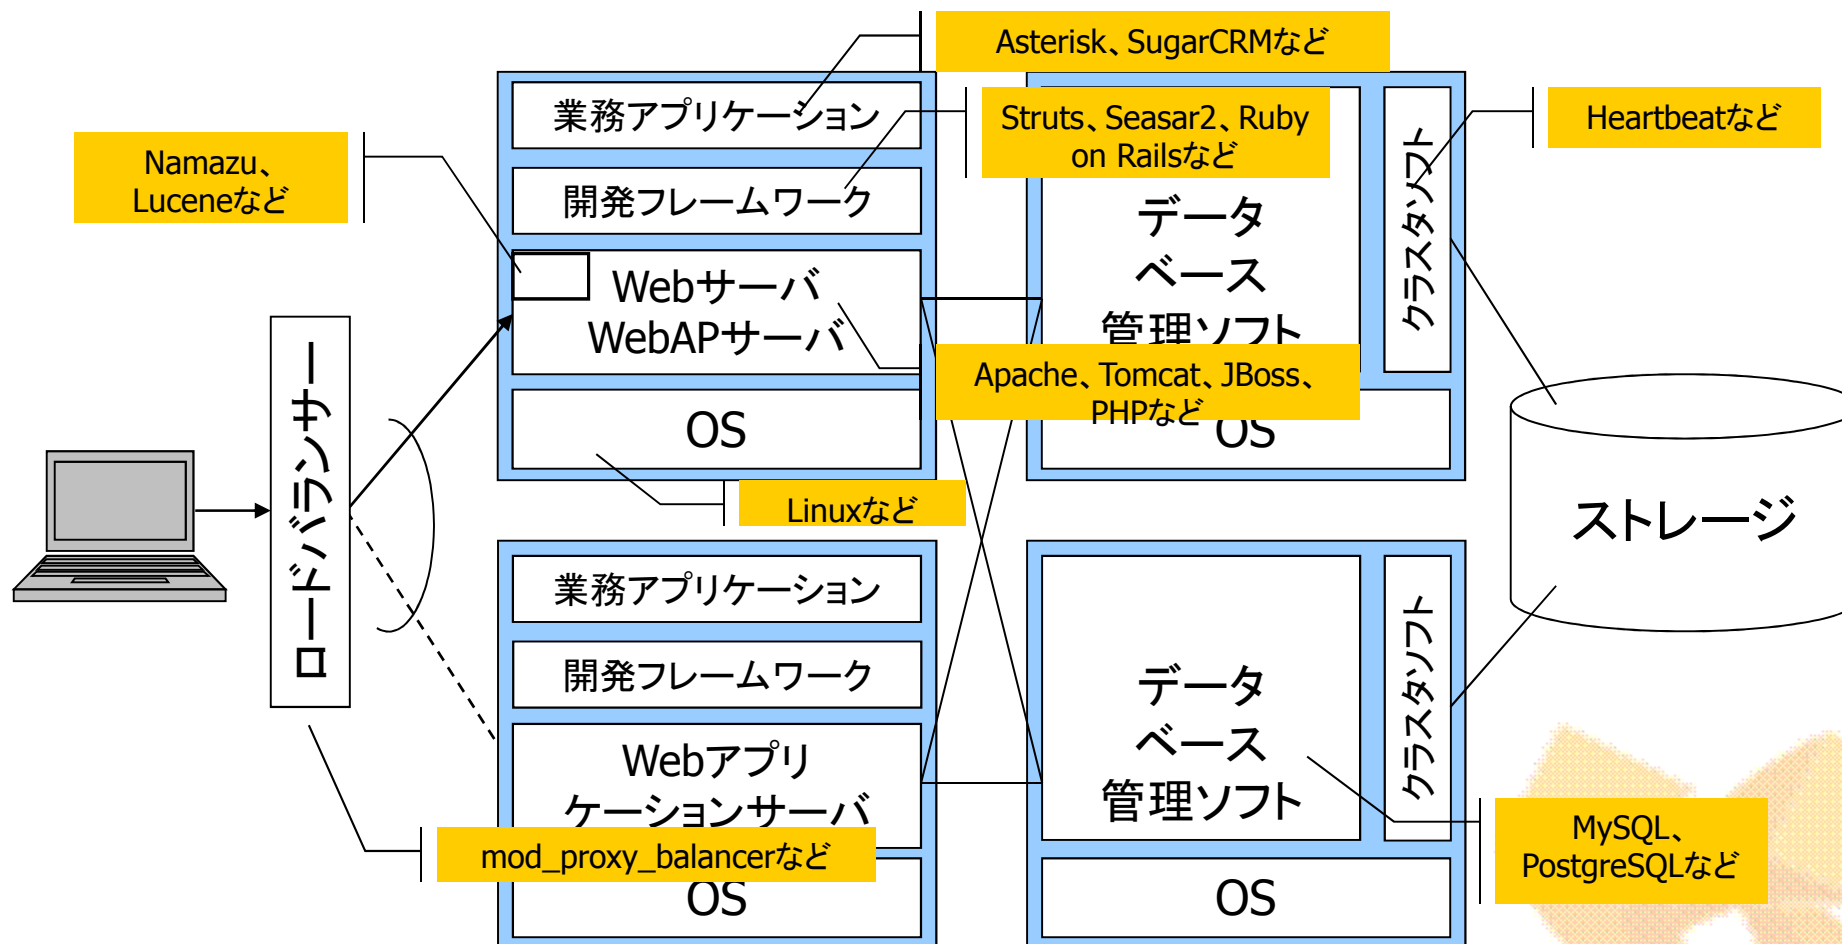 Asterisk、SugarCRMなど
業務アプリケーション
Struts、Seasar2、Ruby
on Railsなど
Heartbeatなど
Namazu、
Luceneなど
開発フレームワーク
データ
ベース
管理ソフト
クラスタソフト
Webサーバ
WebAPサーバ
Apache、Tomcat、JBoss、
PHPなど
OS
OS
ロードバランサー
Linuxなど
ストレージ
業務アプリケーション
開発フレームワーク
Webアプリ
ケーションサーバ
データ
ベース
管理ソフト
クラスタソフト
mod_proxy_balancerなど
MySQL、
PostgreSQLなど
OS
OS